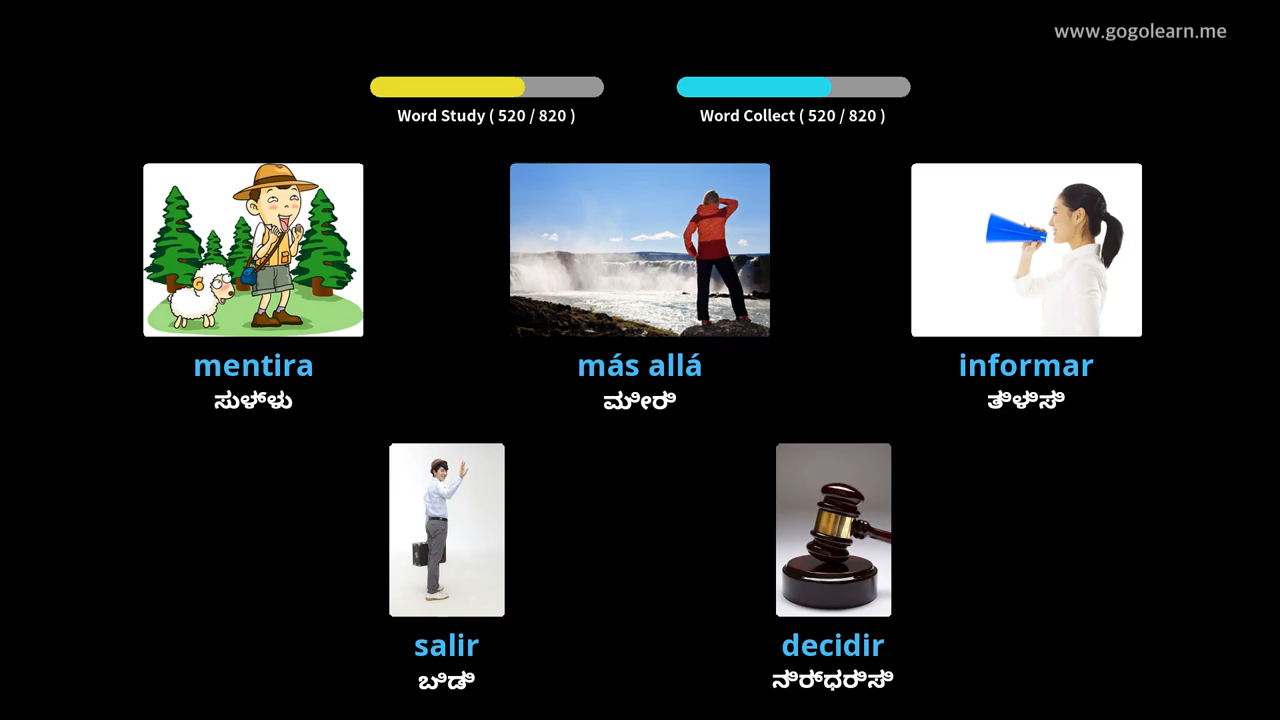 www.gogolearn.me
Word Study ( 520 / 820 )
Word Collect ( 520 / 820 )
mentira
ಸುಳ್ಳು
más allá
ಮೀರಿ
informar
ತಿಳಿಸಿ
salir
ಬಿಡಿ
decidir
ನಿರ್ಧರಿಸಿ